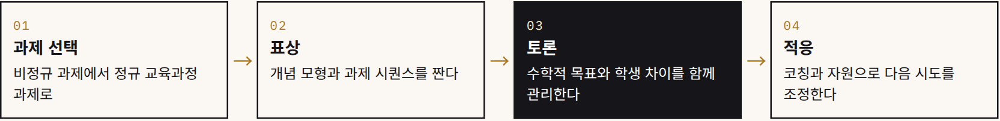 01
과제 선택
비정규 과제에서 정규 교육과정
과제로
→
02
표상
개념 모형과 과제 시퀀스를 짠다
→
03
토론
수학적 목표와 학생 차이를 함께
관리한다
→
04
적응
코칭과 자원으로 다음 시도를
조정한다